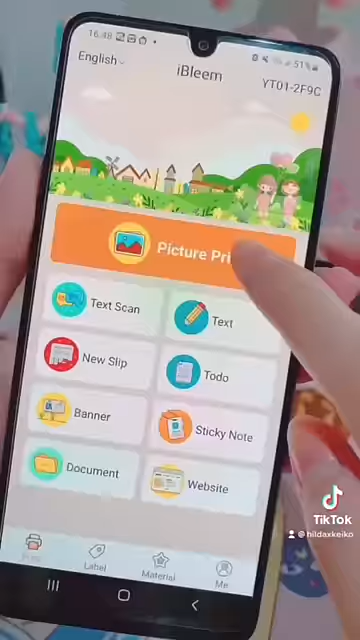 16.48
51%
English
iBleem
YT01-2F9C
Picture Pri
Text Scan
Text
New Slip
Todo
Banner
Sticky Note
Document
Website
Label
Material
Me
TikTok
@hildaxkeiko